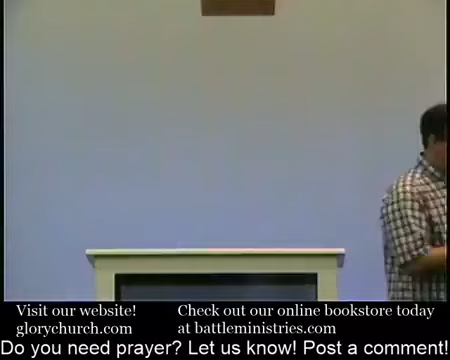 Visit our website!
glorychurch.com
Check out our online bookstore today
at battleministries.com
Do you need prayer? Let us know! Post a comment!